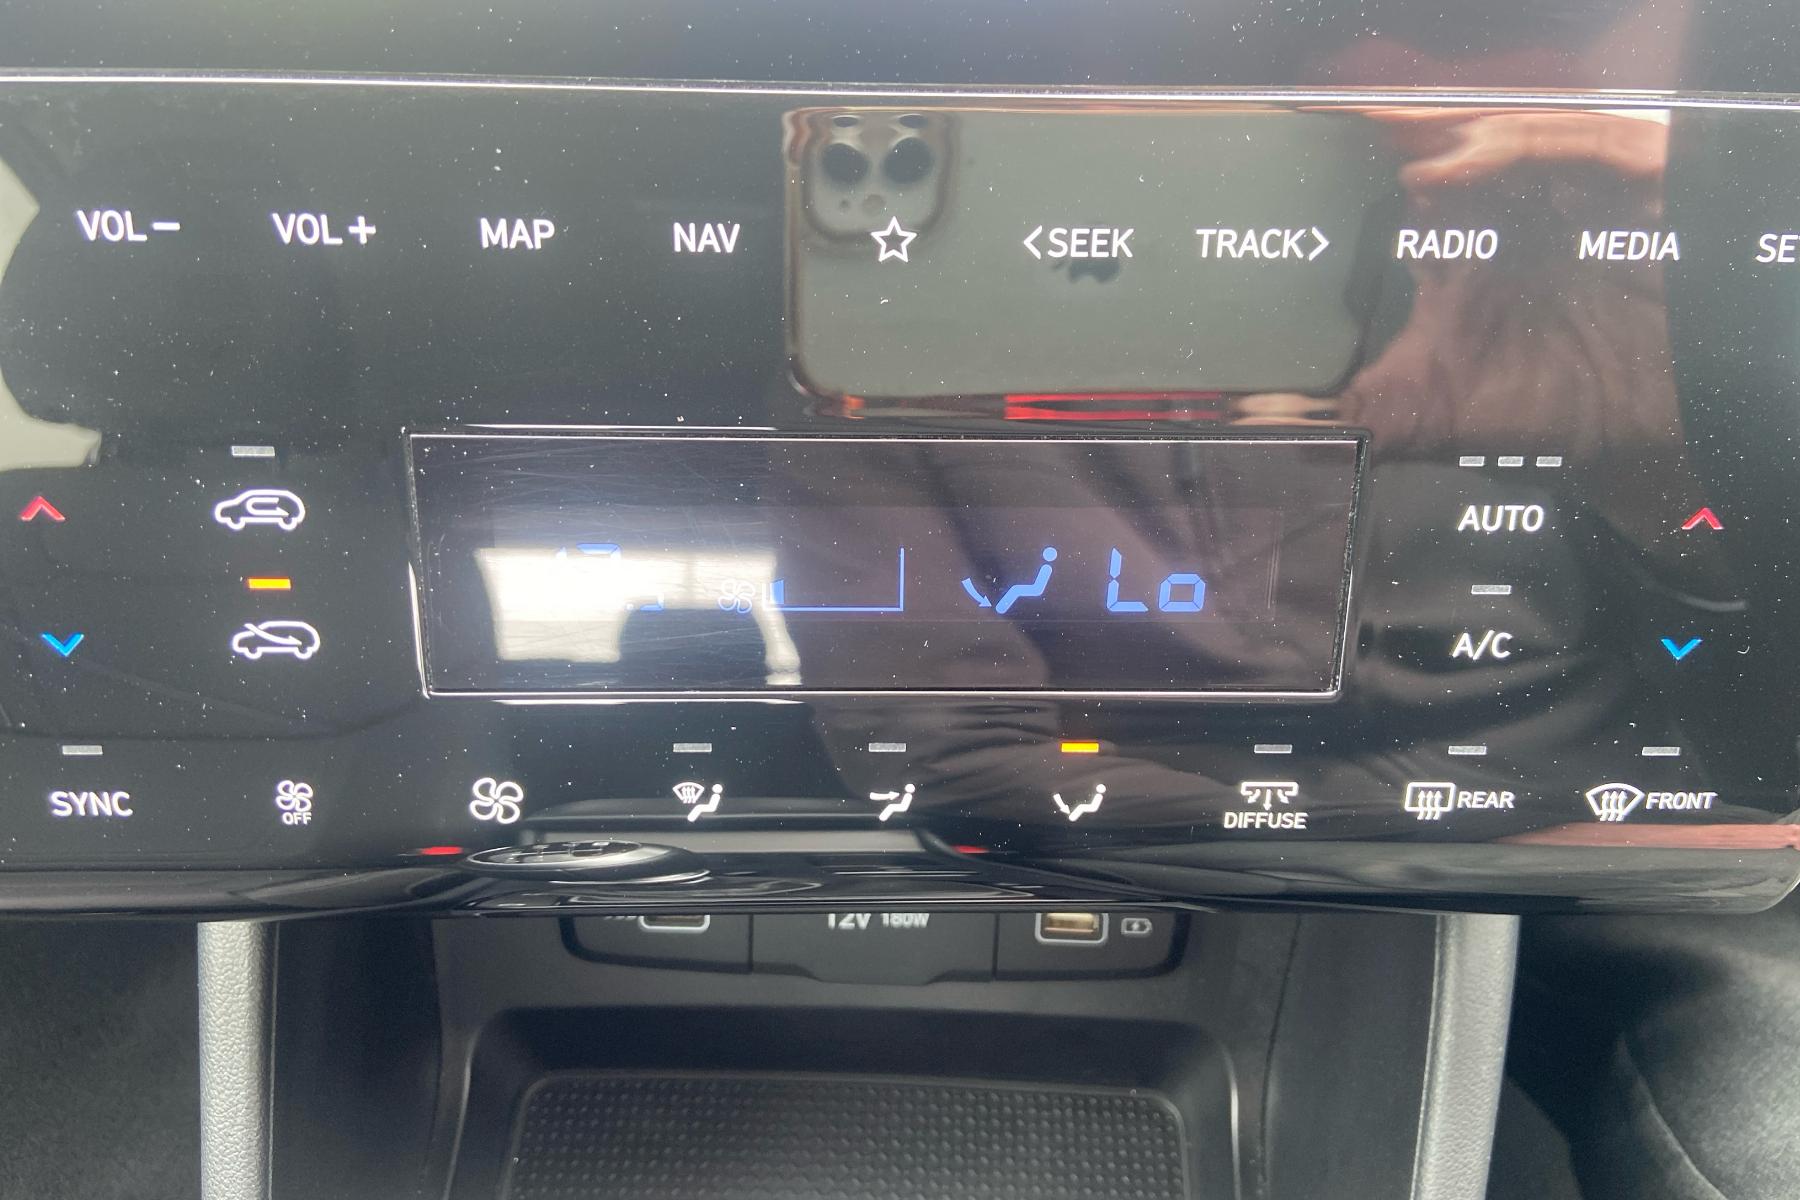 VOL− VOL+ MAP NAV <SEEK TRACK> RADIO MEDIA
AUTO
Lo
A/C
SYNC OFF DIFFUSE REAR FRONT
12V 180W